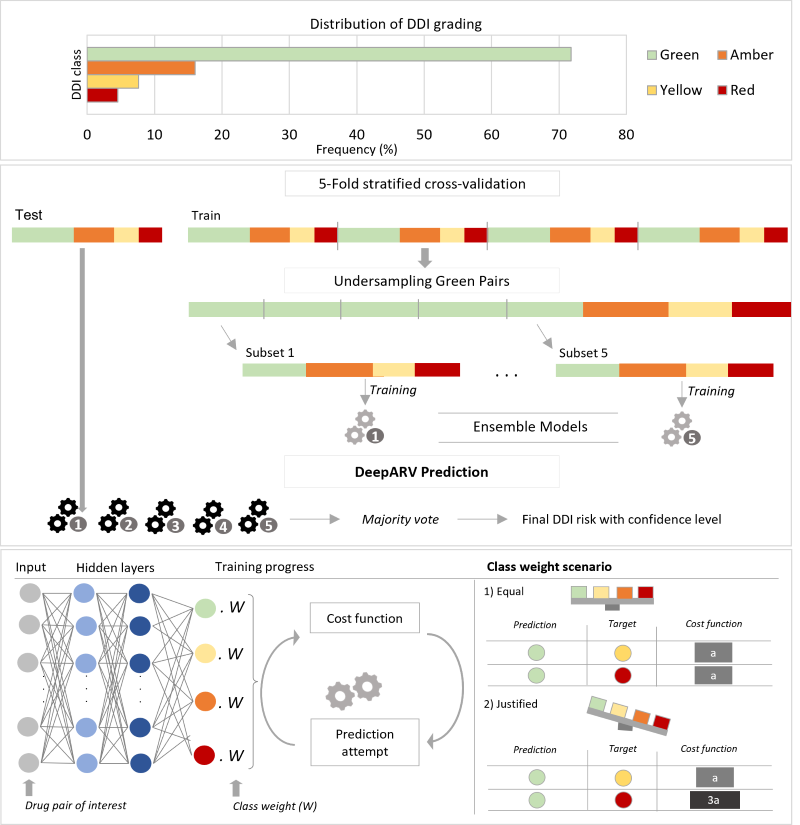 Distribution of DDI grading
DDI class
Green
Amber
Yellow
Red
0 10 20 30 40 50 60 70 80
Frequency (%)
5-Fold stratified cross-validation
Test
Train
Undersampling Green Pairs
Subset 1
Subset 5
. . .
Training
Training
1
Ensemble Models
5
DeepARV Prediction
1 2 3 4 5
Majority vote
Final DDI risk with confidence level
Input
Hidden layers
Training progress
. W
. W
. W
. W
Cost function
Prediction
attempt
Drug pair of interest
Class weight (W)
Class weight scenario
1) Equal
Prediction Target Cost function
a
a
2) Justified
Prediction Target Cost function
a
3a